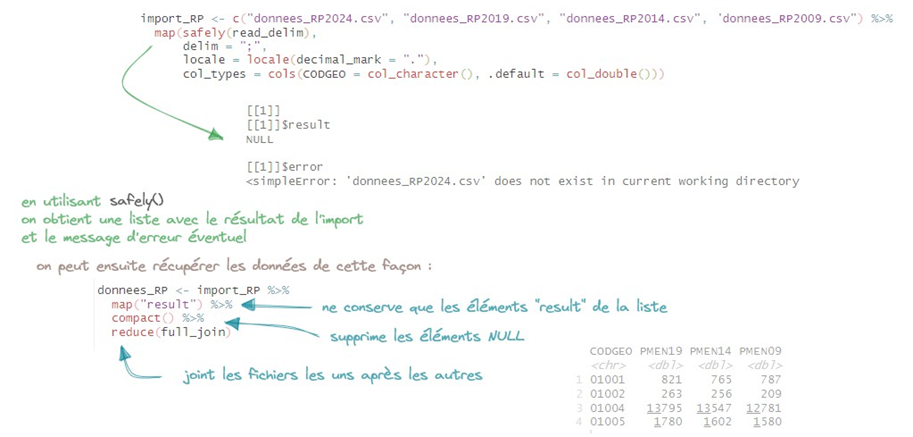 import_RP <- c("donnees_RP2024.csv", "donnees_RP2019.csv", "donnees_RP2014.csv", 'donnees_RP2009.csv") %>%
map(safely(read_delim),
delim = ";",
locale = locale(decimal_mark = "."),
col_types = cols(CODGEO = col_character(), .default = col_double()))
[[1]]
[[1]]$result
NULL
[[1]]$error
<simpleError: 'donnees_RP2024.csv' does not exist in current working directory
en utilisant safely()
on obtient une liste avec le résultat de l'import
et le message d'erreur éventuel
on peut ensuite récupérer les données de cette façon :
donnees_RP <- import_RP %>%
map("result") %>%
compact() %>%
reduce(full_join)
ne conserve que les éléments "result" de la liste
supprime les éléments NULL
joint les fichiers les uns après les autres
CODGEO PMEN19 PMEN14 PMEN09
<chr> <dbl> <dbl> <dbl>
1 01001 821 765 787
2 01002 263 256 209
3 01004 13795 13547 12781
4 01005 1780 1602 1580